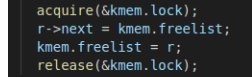 acquire(&kmem.lock);
r->next = kmem.freelist;
kmem.freelist = r;
release(&kmem.lock);